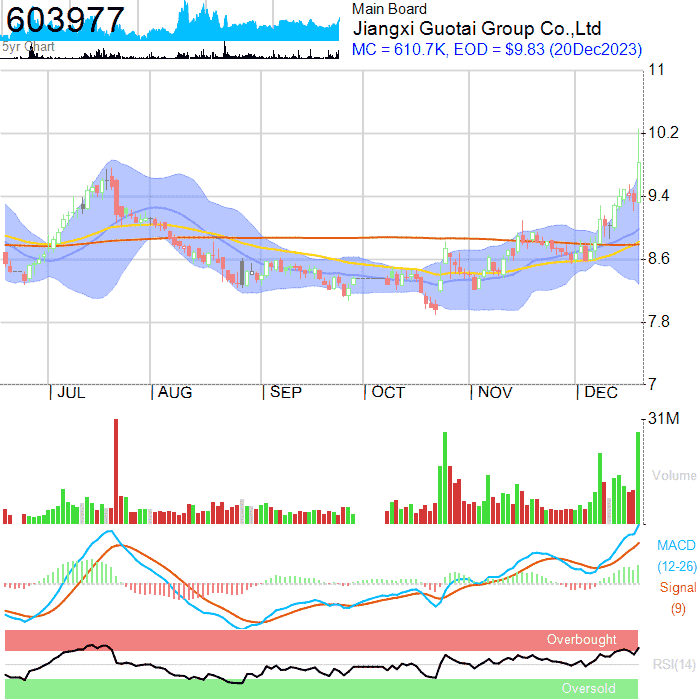 603977
5yr Chart
Main Board
Jiangxi Guotai Group Co.,Ltd
MC = 610.7K, EOD = $9.83 (20Dec2023)
11
10.2
9.4
8.6
7.8
7
JUL AUG SEP OCT NOV DEC
31M
Volume
MACD
(12-26)
Signal
(9)
Overbought
RSI(14)
Oversold